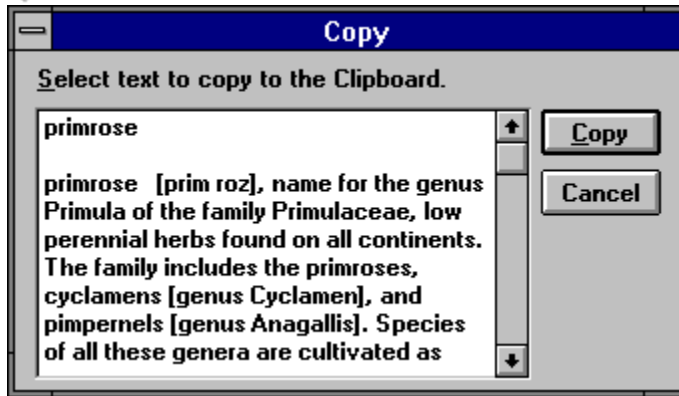 Copy
Select text to copy to the Clipboard.
primrose
primrose [prim roz], name for the genus
Primula of the family Primulaceae, low
perennial herbs found on all continents.
The family includes the primroses,
cyclamens [genus Cyclamen], and
pimpernels [genus Anagallis]. Species
of all these genera are cultivated as
Copy
Cancel